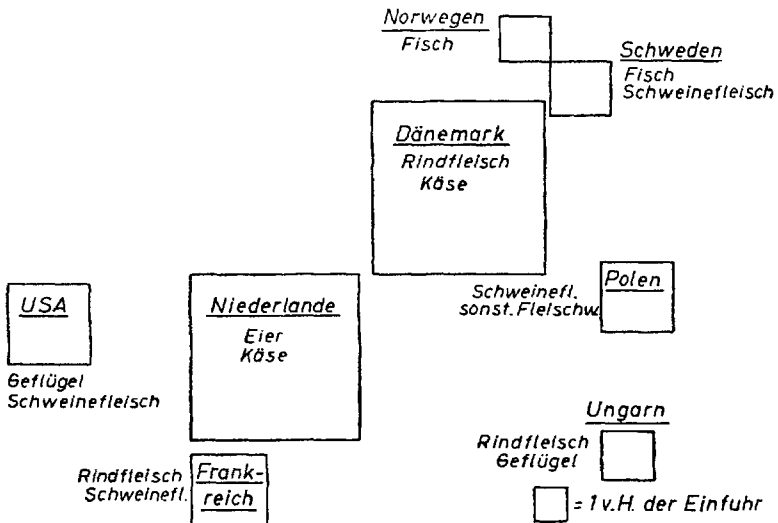 Norwegen
Fisch
Schweden
Fisch
Schweinefleisch
Dänemark
Rindfleisch
Käse
USA
Geflügel
Schweinefleisch
Niederlande
Eier
Käse
Schweinefl.
sonst. Fleischw.
Polen
Ungarn
Rindfleisch
Geflügel
Rindfleisch
Schweinefl.
Frank-
reich
= 1 v.H. der Einfuhr